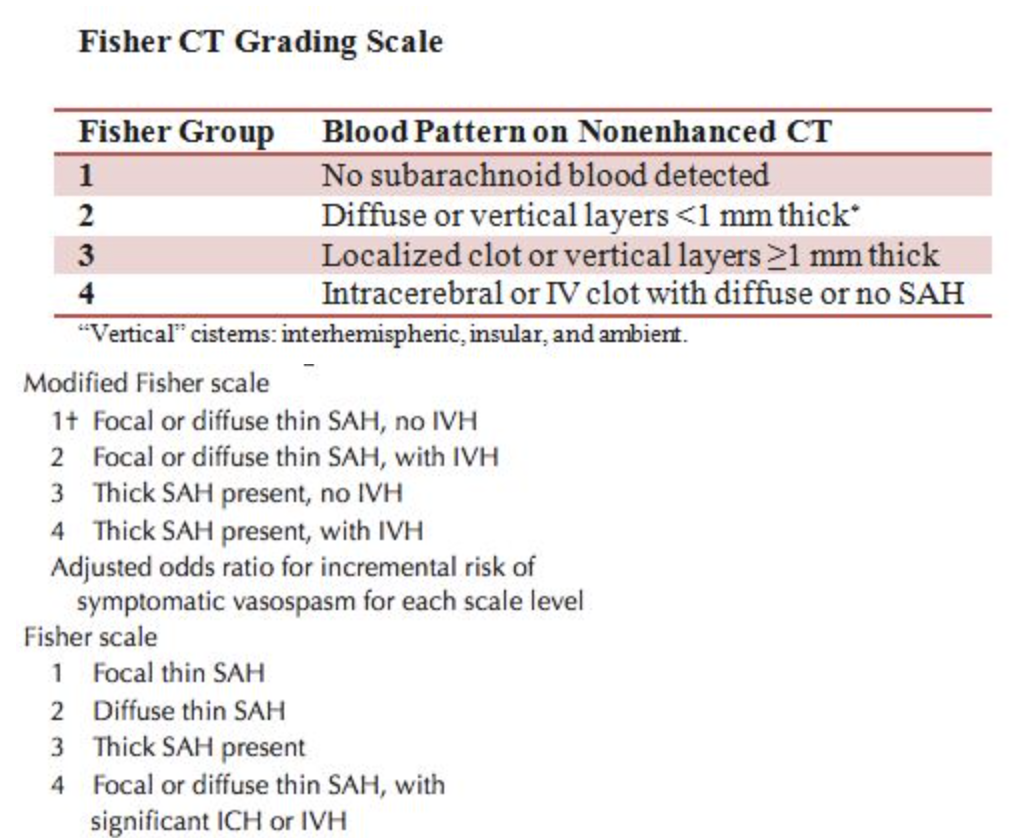 Fisher CT Grading Scale
Fisher Group Blood Pattern on Nonenhanced CT
1 No subarachnoid blood detected
2 Diffuse or vertical layers <1 mm thick*
3 Localized clot or vertical layers ≥1 mm thick
4 Intracerebral or IV clot with diffuse or no SAH
“Vertical” cisterns: interhemispheric, insular, and ambient.
Modified Fisher scale
1† Focal or diffuse thin SAH, no IVH
2 Focal or diffuse thin SAH, with IVH
3 Thick SAH present, no IVH
4 Thick SAH present, with IVH
Adjusted odds ratio for incremental risk of
symptomatic vasospasm for each scale level
Fisher scale
1 Focal thin SAH
2 Diffuse thin SAH
3 Thick SAH present
4 Focal or diffuse thin SAH, with
significant ICH or IVH